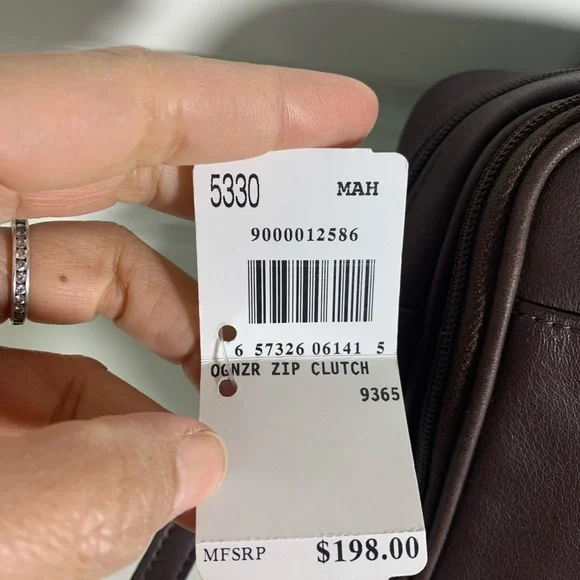 5330 MAH
9000012586
6 57326 06141 5
OGNZR ZIP CLUTCH
9365
MFSRP $198.00